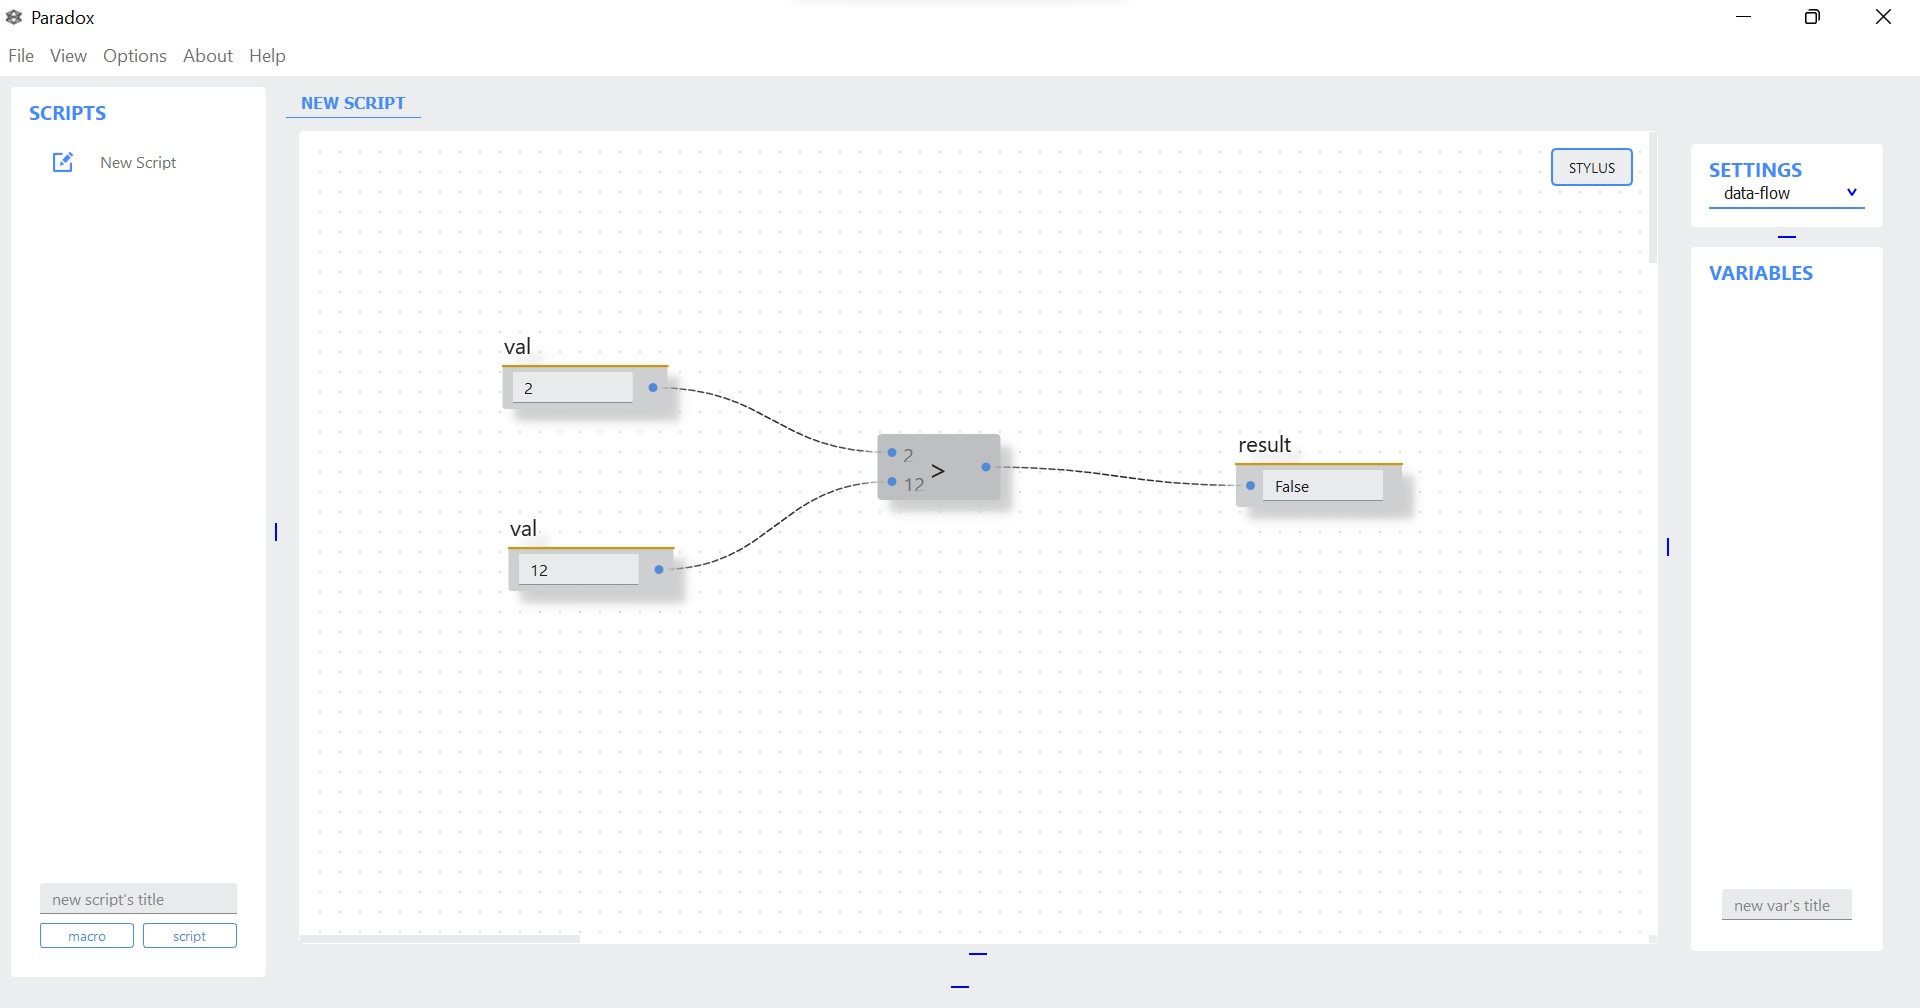 Paradox
File View Options About Help
SCRIPTS
New Script
new script's title
macro script
NEW SCRIPT
STYLUS
val
2
val
12
2
12
>
result
False
SETTINGS
data-flow
VARIABLES
new var's title